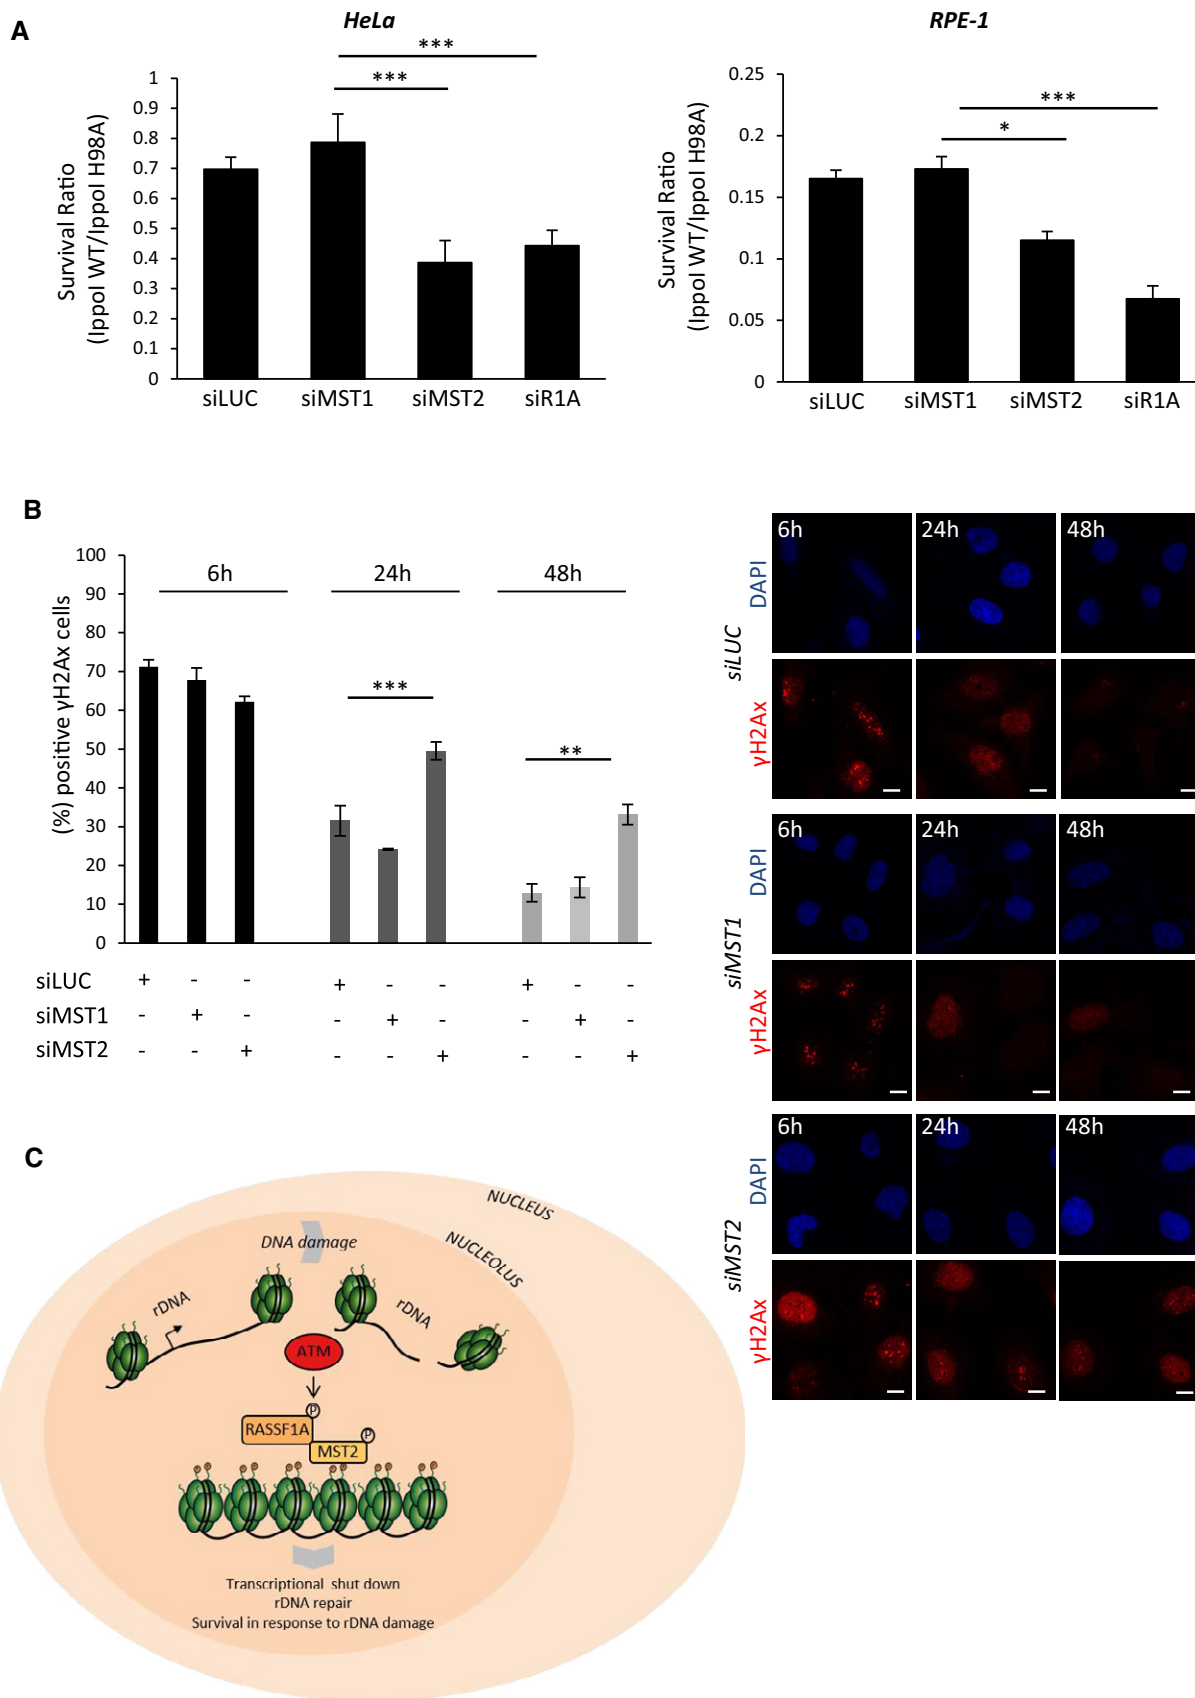 A
HeLa
RPE-1
***
***
Survival Ratio
(IppoI WT/IppoI H98A)
1
0.9
0.8
0.7
0.6
0.5
0.4
0.3
0.2
0.1
0
siLUC siMST1 siMST2 siR1A
***
*
Survival Ratio
(IppoI WT/IppoI H98A)
0.25
0.2
0.15
0.1
0.05
0
siLUC siMST1 siMST2 siR1A
B
(%) positive γH2Ax cells
100
90
80
70
60
50
40
30
20
10
0
6h 24h 48h
***
**
siLUC + - - + - - + - -
siMST1 - + - - + - - + -
siMST2 - - + - - + - - +
siLUC
DAPI
6h 24h 48h
γH2Ax
siMST1
DAPI
6h 24h 48h
γH2Ax
siMST2
DAPI
6h 24h 48h
γH2Ax
C
NUCLEUS
NUCLEOLUS
DNA damage
rDNA
rDNA
ATM
P
RASSF1A
P
MST2
Transcriptional shut down
rDNA repair
Survival in response to rDNA damage